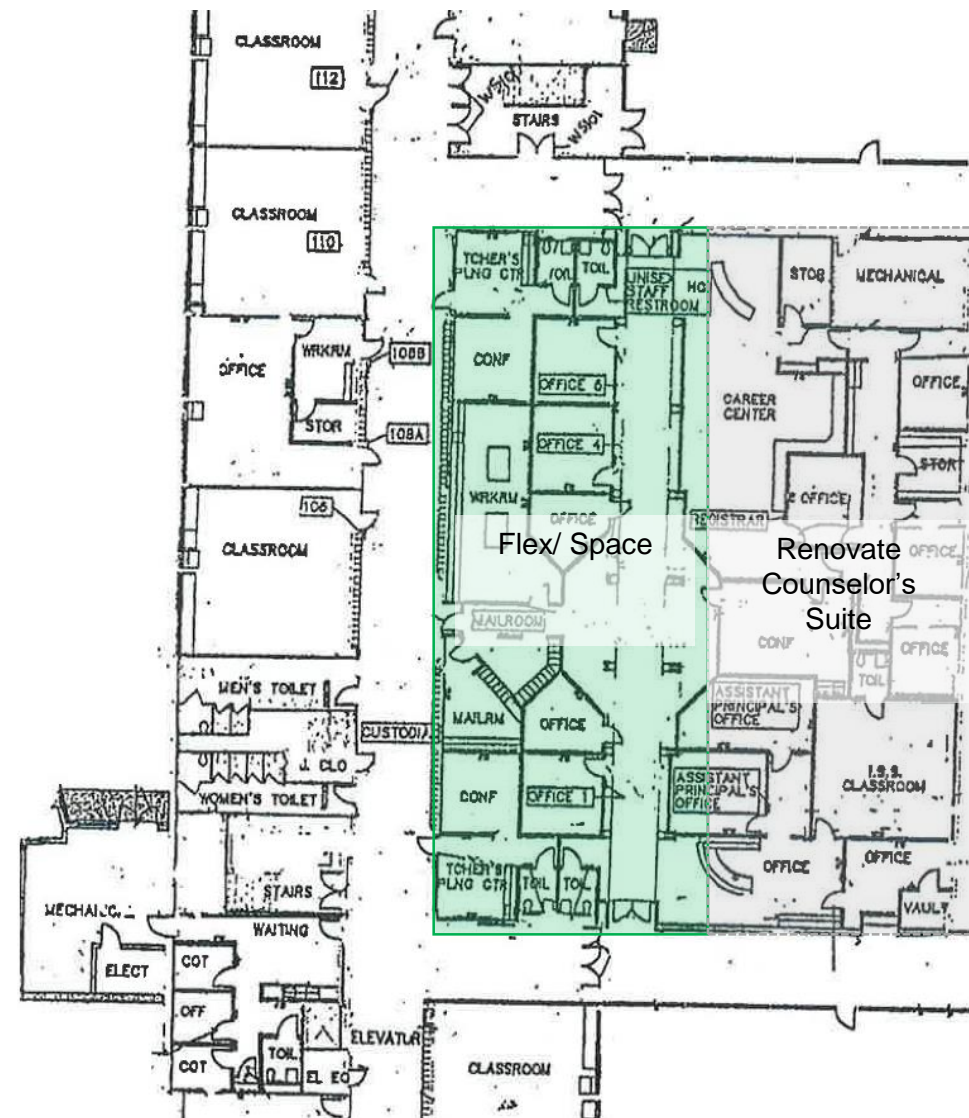 CLASSROOM
112
W5101
STAIRS
W5101
CLASSROOM
110
TCHER'S
PLNG CTR
TOIL
TOIL
UNISEX
STAFF
RESTROOM
HC
STOR
MECHANICAL
OFFICE
WRKRM
108B
STOR
108A
CONF
OFFICE 6
OFFICE 4
CAREER
CENTER
OFFICE
STOR
WRKRM
OFFICE
REGISTRAR
OFFICE
106
CLASSROOM
Flex/ Space
Renovate
Counselor's
Suite
OFFICE
MAILROOM
CONF
OFFICE
TOIL
MEN'S TOILET
CUSTODIA
J. CLO
WOMEN'S TOILET
MAILRM
OFFICE
ASSISTANT
PRINCIPAL'S
OFFICE
I.S.S.
CLASSROOM
CONF
OFFICE 1
ASSISTANT
PRINCIPAL'S
OFFICE
OFFICE
OFFICE
VAULT
TCHER'S
PLNG CTR
TOIL
TOIL
STAIRS
WAITING
ELECT
COT
OFF
COT
TOIL
EL EQ
ELEVATOR
CLASSROOM